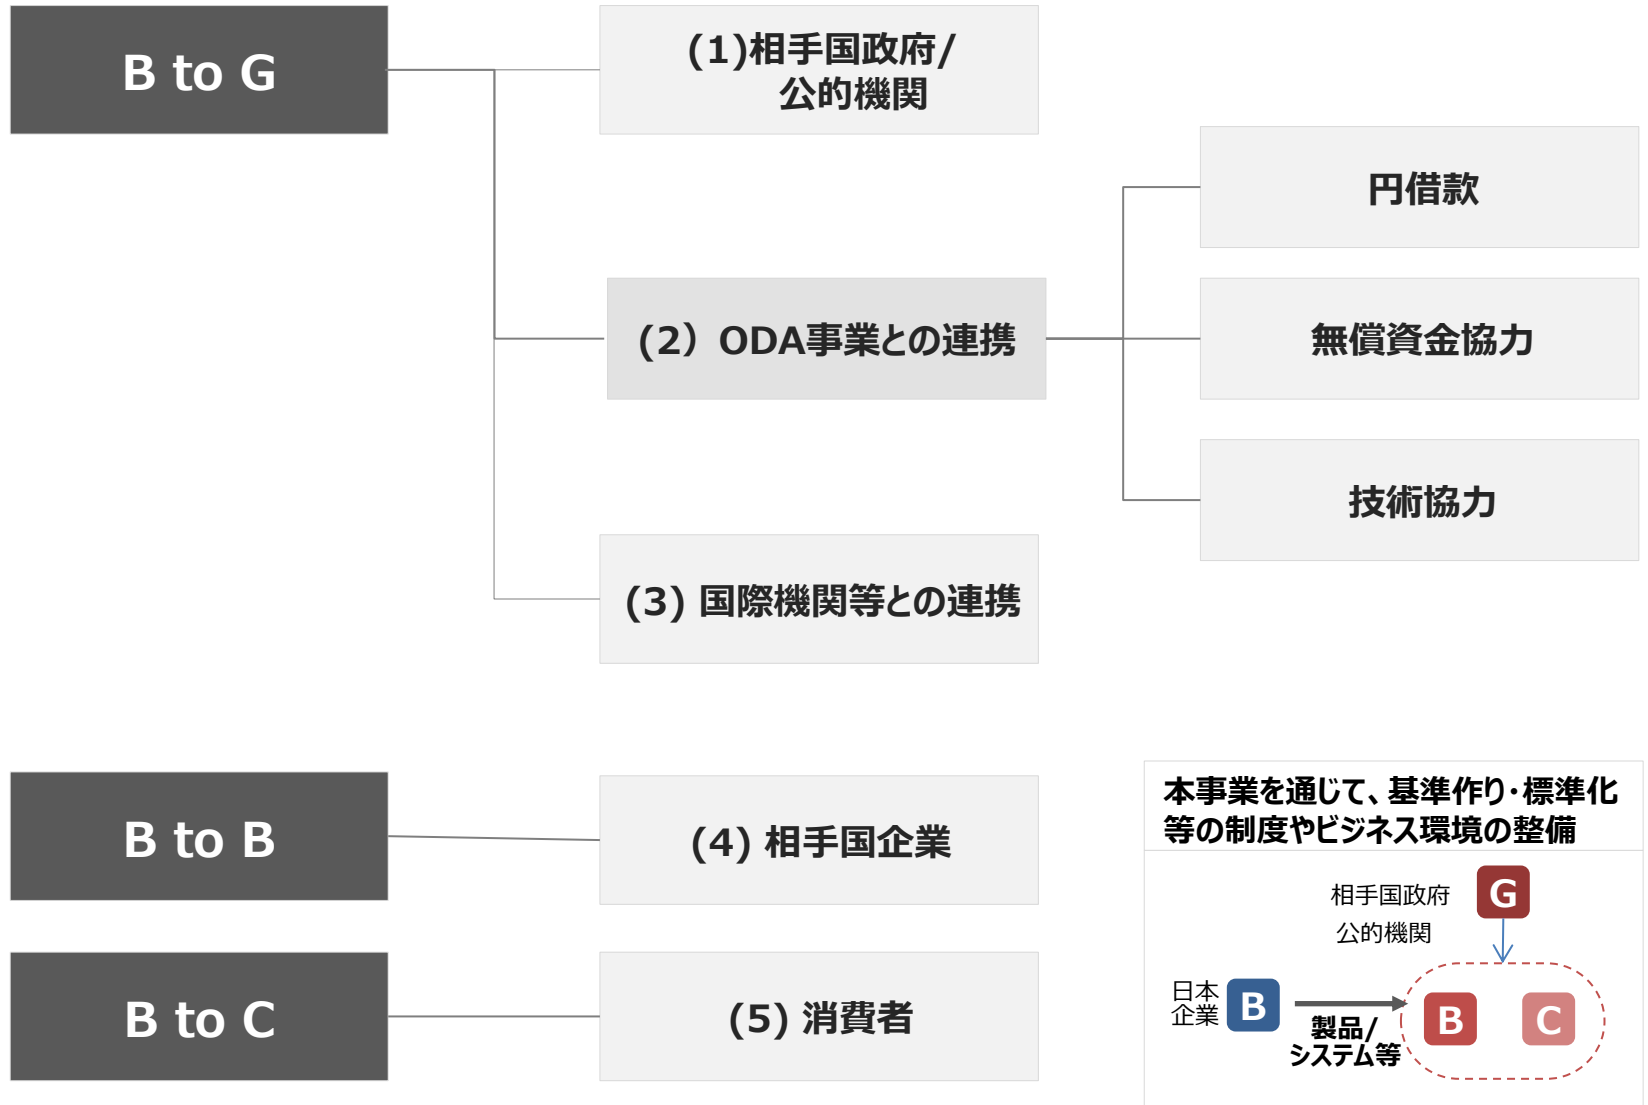 B to G
(1)相手国政府/
公的機関
円借款
(2）ODA事業との連携
無償資金協力
技術協力
(3) 国際機関等との連携
B to B
(4) 相手国企業
B to C
(5) 消費者
本事業を通じて、基準作り・標準化
等の制度やビジネス環境の整備
相手国政府
公的機関
G
日本
企業
B
製品/
システム等
B
C